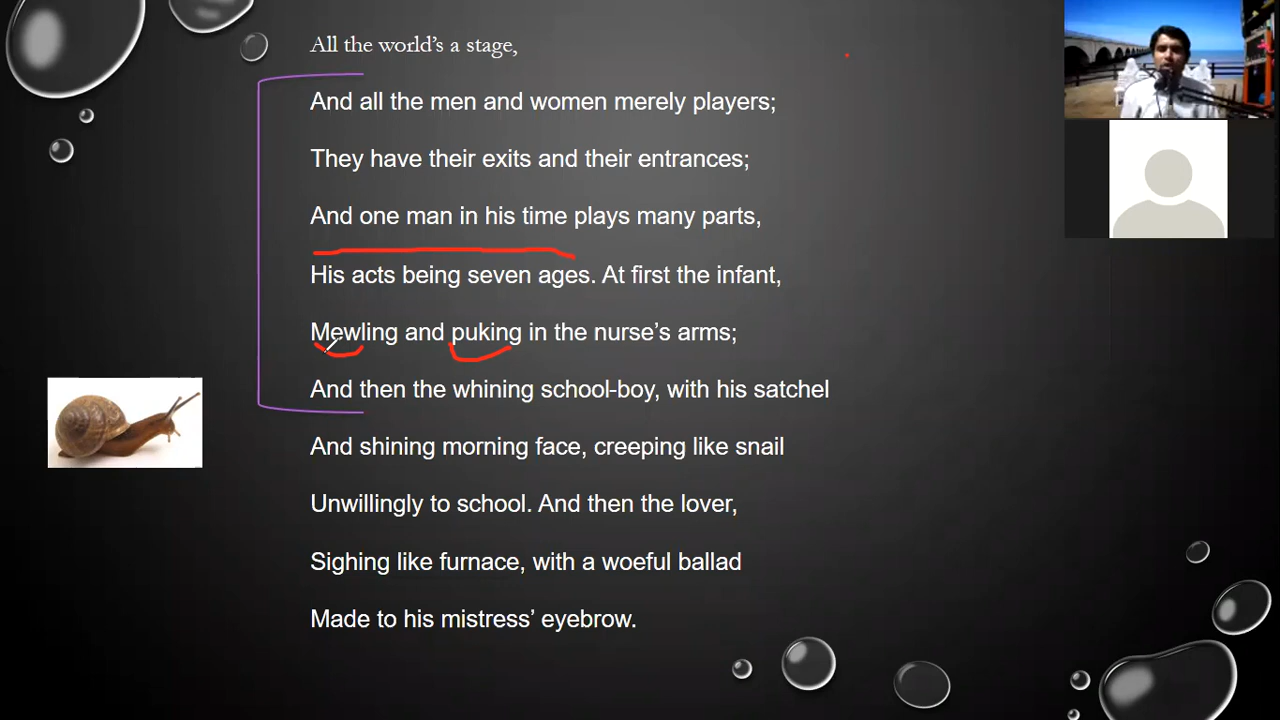 All the world’s a stage,
And all the men and women merely players;
They have their exits and their entrances;
And one man in his time plays many parts,
His acts being seven ages. At first the infant,
Mewling and puking in the nurse’s arms;
And then the whining school-boy, with his satchel
And shining morning face, creeping like snail
Unwillingly to school. And then the lover,
Sighing like furnace, with a woeful ballad
Made to his mistress’ eyebrow.